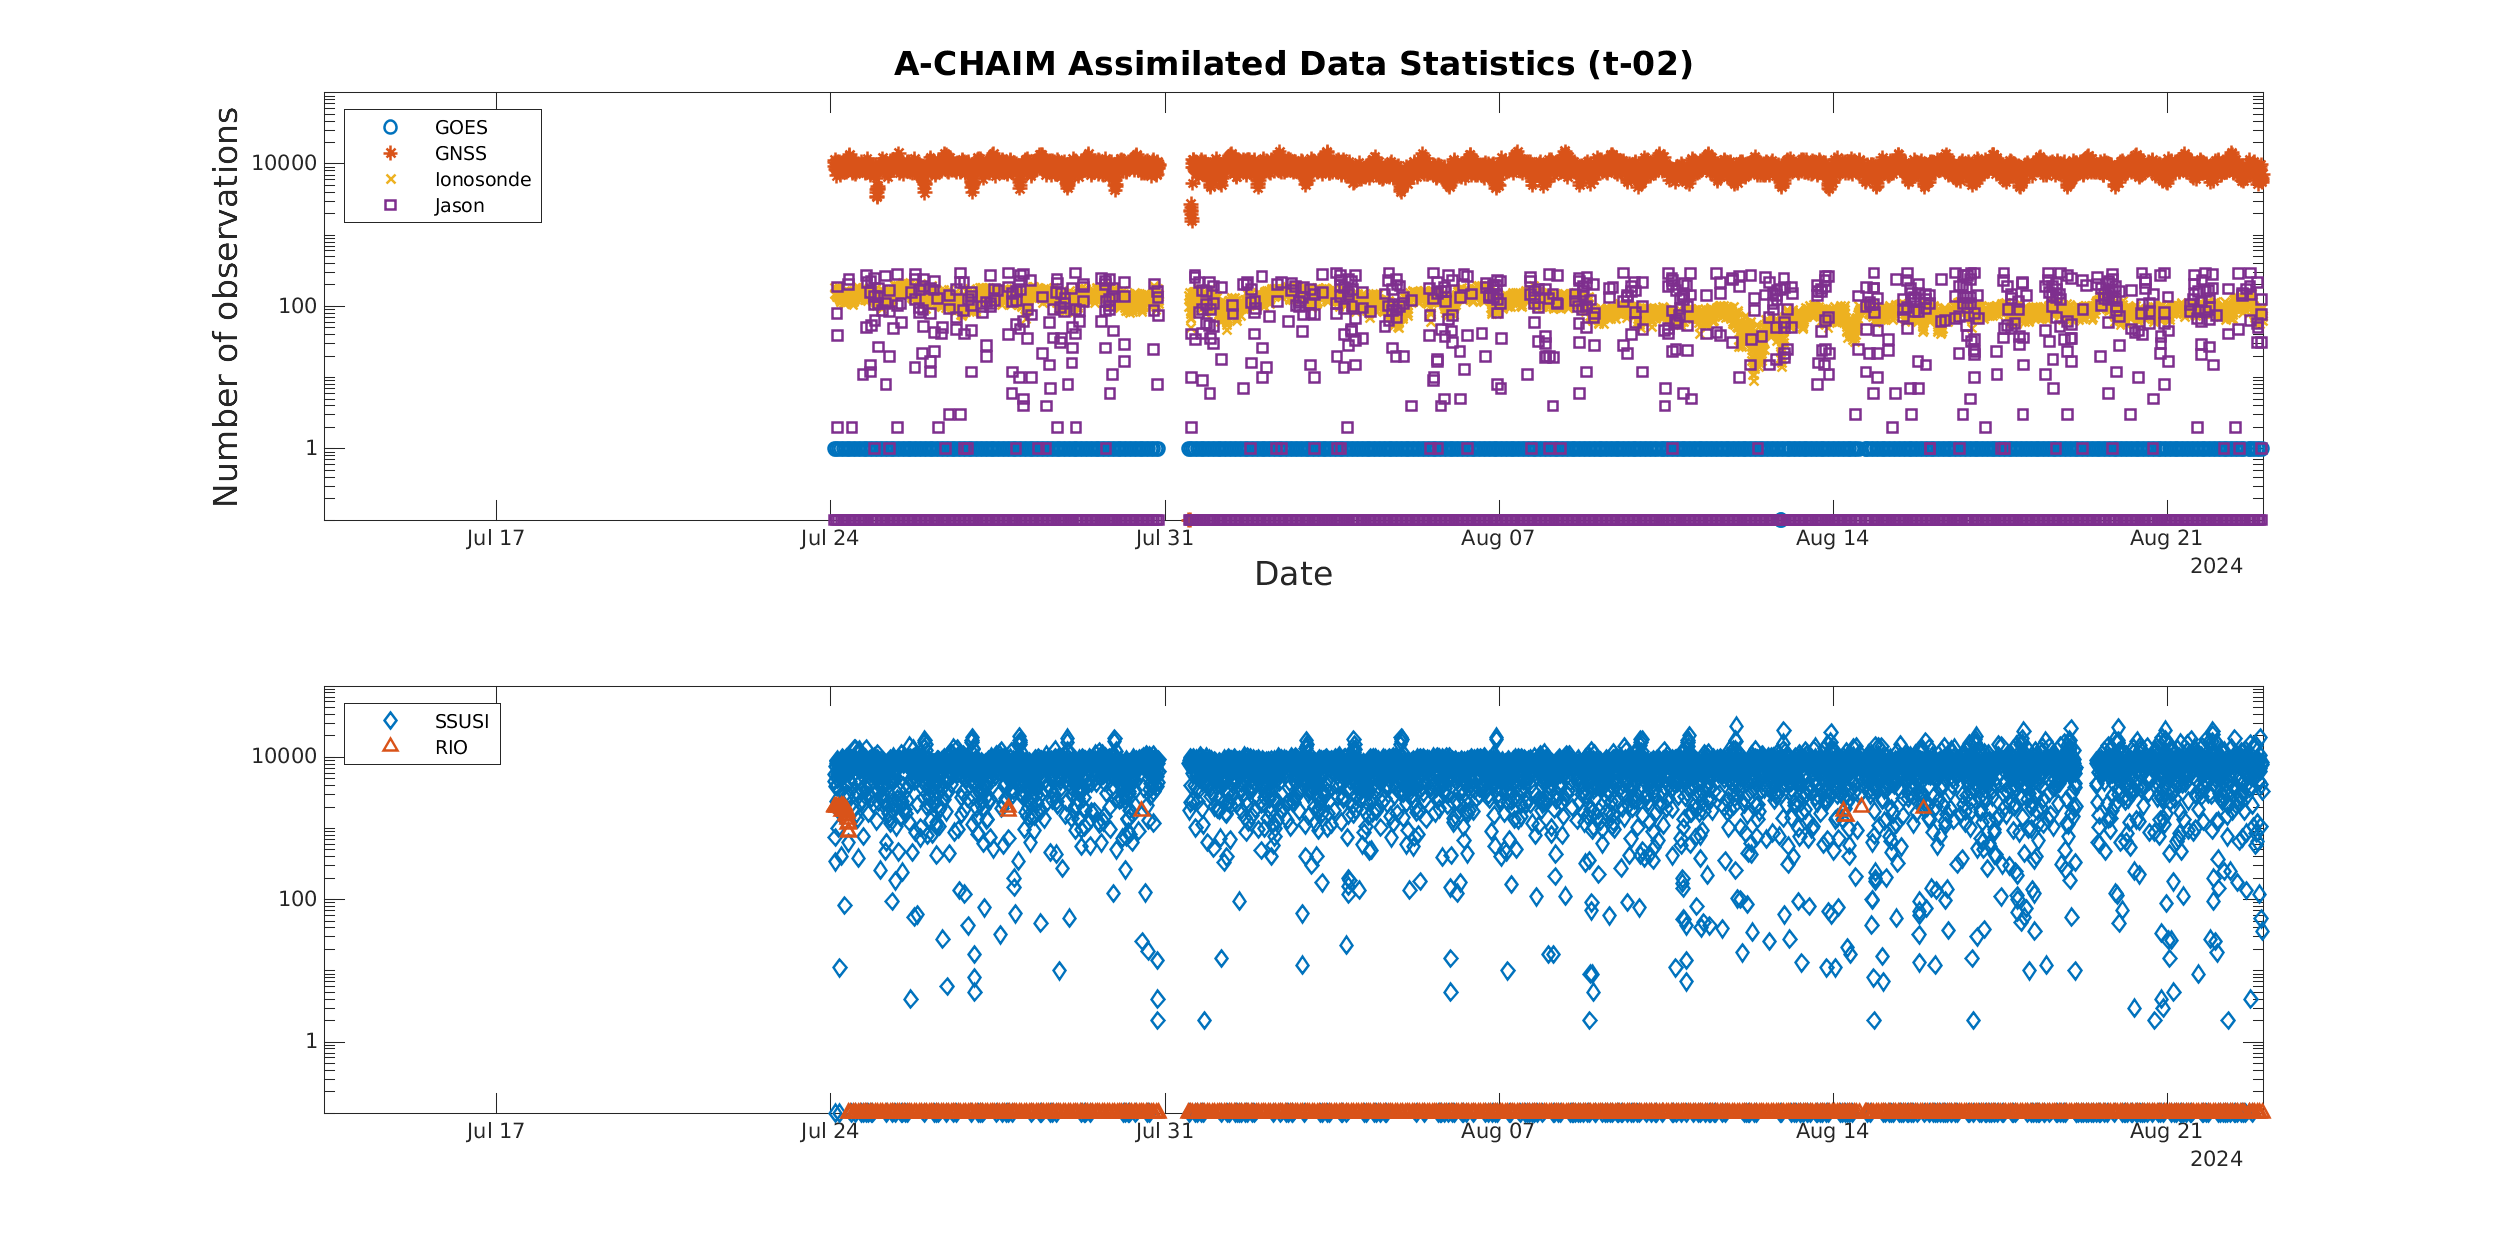 A-CHAIM Assimilated Data Statistics (t-02)
Number of observations
10000
100
1
GOES
GNSS
Ionosonde
Jason
Jul 17
Jul 24
Jul 31
Aug 07
Aug 14
Aug 21
2024
Date
10000
100
1
SSUSI
RIO
Jul 17
Jul 24
Jul 31
Aug 07
Aug 14
Aug 21
2024